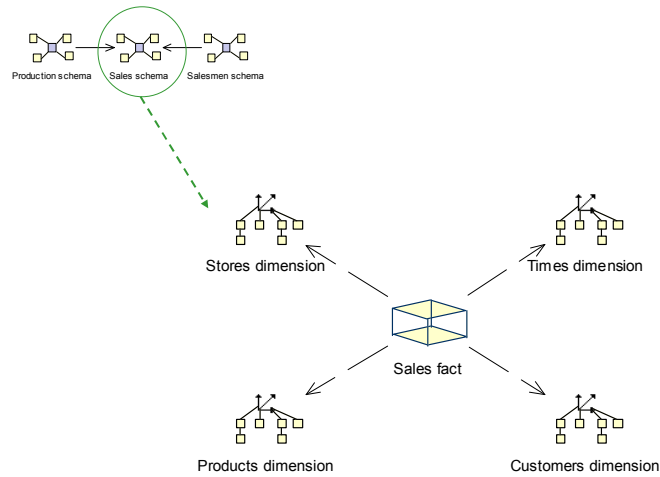 Production schema
Sales schema
Salesmen schema
Stores dimension
Times dimension
Sales fact
Products dimension
Customers dimension